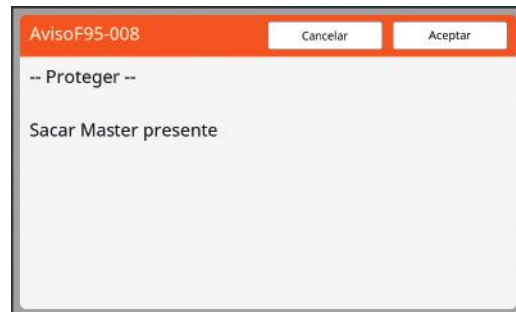 AvisoF95-008
Cancelar
Aceptar
-- Proteger --
Sacar Master presente